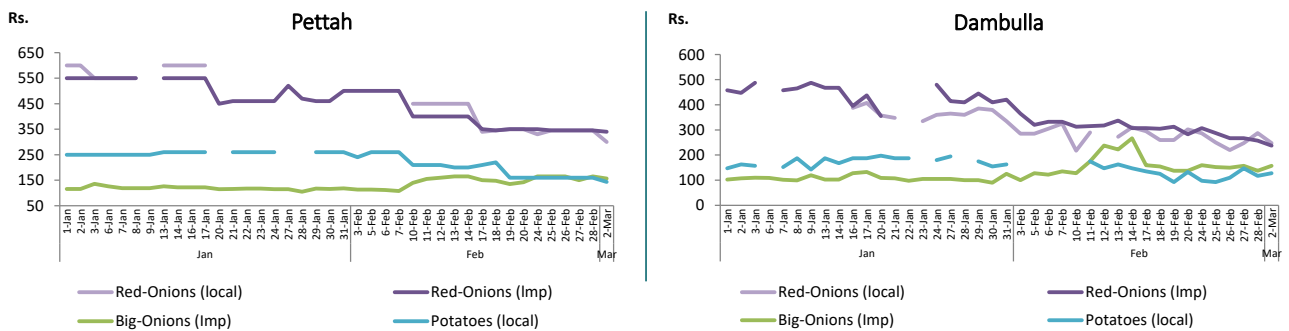 Rs.
Pettah
650
550
450
350
250
150
50
1-Jan
2-Jan
3-Jan
6-Jan
7-Jan
8-Jan
9-Jan
13-Jan
14-Jan
16-Jan
17-Jan
20-Jan
21-Jan
22-Jan
23-Jan
24-Jan
27-Jan
28-Jan
29-Jan
30-Jan
31-Jan
3-Feb
5-Feb
6-Feb
7-Feb
10-Feb
11-Feb
12-Feb
13-Feb
14-Feb
17-Feb
18-Feb
19-Feb
20-Feb
24-Feb
25-Feb
26-Feb
27-Feb
28-Feb
2-Mar
Jan
Feb
Mar
Red-Onions (local)
Red-Onions (Imp)
Big-Onions (Imp)
Potatoes (local)
Rs.
Dambulla
600
500
400
300
200
100
0
1-Jan
2-Jan
3-Jan
6-Jan
7-Jan
8-Jan
9-Jan
13-Jan
14-Jan
16-Jan
17-Jan
20-Jan
21-Jan
22-Jan
23-Jan
24-Jan
27-Jan
28-Jan
29-Jan
30-Jan
31-Jan
3-Feb
5-Feb
6-Feb
7-Feb
10-Feb
11-Feb
12-Feb
13-Feb
14-Feb
17-Feb
18-Feb
19-Feb
20-Feb
24-Feb
25-Feb
26-Feb
27-Feb
28-Feb
2-Mar
Jan
Feb
Mar
Red-Onions (local)
Red-Onions (Imp)
Big-Onions (Imp)
Potatoes (local)